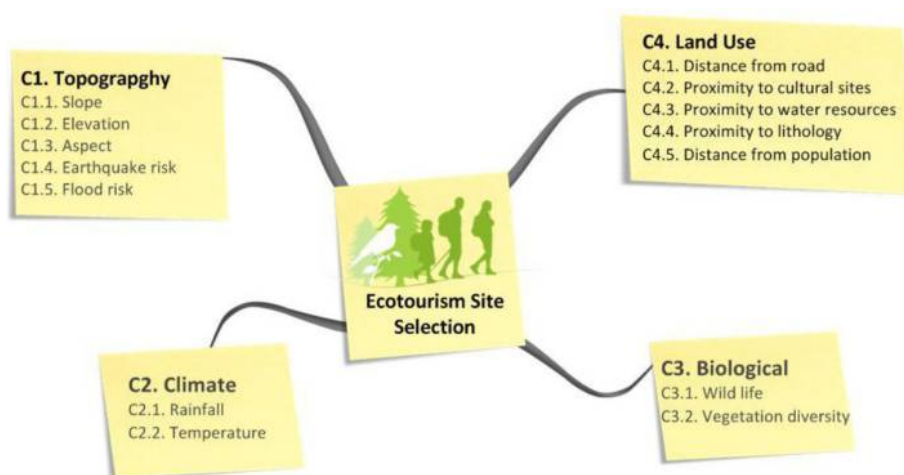 C1. Topograpghy
C1.1. Slope
C1.2. Elevation
C1.3. Aspect
C1.4. Earthquake risk
C1.5. Flood risk
C4. Land Use
C4.1. Distance from road
C4.2. Proximity to cultural sites
C4.3. Proximity to water resources
C4.4. Proximity to lithology
C4.5. Distance from population
Ecotourism Site
Selection
C2. Climate
C2.1. Rainfall
C2.2. Temperature
C3. Biological
C3.1. Wild life
C3.2. Vegetation diversity